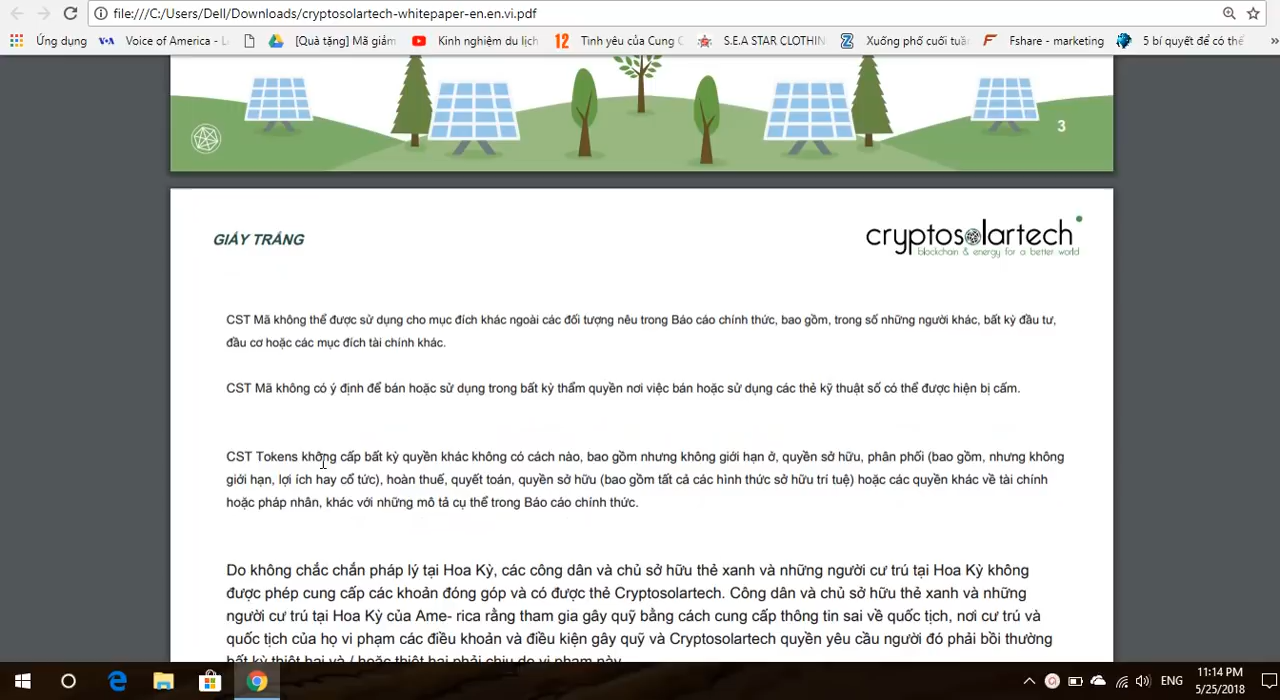 file:///C:/Users/Dell/Downloads/cryptosolartech-whitepaper-en.en.vi.pdf
Ứng dụng Voice of America - L [Quà tặng] Mã giảm Kinh nghiệm du lịch 12 Tình yêu của Cung C S.E.A STAR CLOTHIN Xuống phố cuối tuần Fshare - marketing 5 bí quyết để có thể »
3
GIẤY TRẮNG
cryptosolartech
blockchain & energy for a better world
CST Mã không thể được sử dụng cho mục đích khác ngoài các đối tượng nêu trong Báo cáo chính thức, bao gồm, trong số những người khác, bất kỳ đầu tư,
đầu cơ hoặc các mục đích tài chính khác.
CST Mã không có ý định để bán hoặc sử dụng trong bất kỳ thẩm quyền nơi việc bán hoặc sử dụng các thẻ kỹ thuật số có thể được hiện bị cấm.
CST Tokens không cấp bất kỳ quyền khác không có cách nào, bao gồm nhưng không giới hạn ở, quyền sở hữu, phân phối (bao gồm, nhưng không
giới hạn, lợi ích hay cổ tức), hoàn thuế, quyết toán, quyền sở hữu (bao gồm tất cả các hình thức sở hữu trí tuệ) hoặc các quyền khác về tài chính
hoặc pháp nhân, khác với những mô tả cụ thể trong Báo cáo chính thức.
Do không chắc chắn pháp lý tại Hoa Kỳ, các công dân và chủ sở hữu thẻ xanh và những người cư trú tại Hoa Kỳ không
được phép cung cấp các khoản đóng góp và có được thẻ Cryptosolartech. Công dân và chủ sở hữu thẻ xanh và những
người cư trú tại Hoa Kỳ của Ame- rica rằng tham gia gây quỹ bằng cách cung cấp thông tin sai về quốc tịch, nơi cư trú và
quốc tịch của họ vi phạm các điều khoản và điều kiện gây quỹ và Cryptosolartech quyền yêu cầu người đó phải bồi thường
bất kỳ thiệt hại và / hoặc thiệt hại phải chịu do vi phạm này.
ENG
11:14 PM
5/25/2018